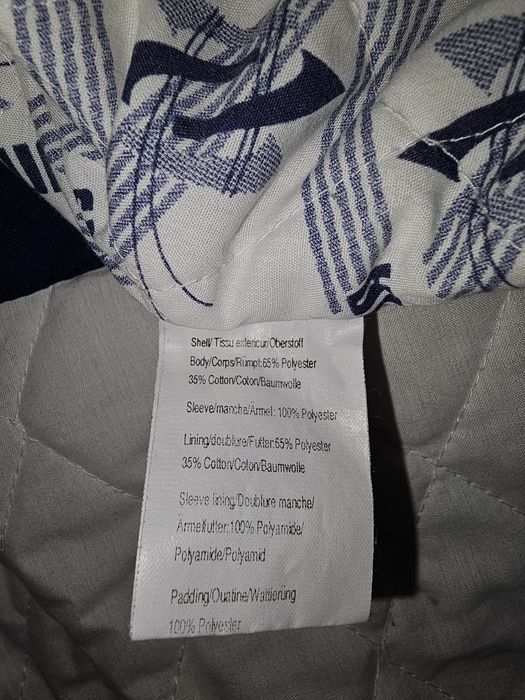 Shell/ Tissu exterieur/Oberstoff
Body/Corps/Rumpf:65% Polyester
35% Cotton/Coton/Baumwolle
Sleeve/manche/Ärmel: 100% Polyester
Lining/doublure/Futter:65% Polyester
35% Cotton/Coton/Baumwolle
Sleeve lining/Doublure manche/
Ärmelfutter:100% Polyamide/
Polyamide/Polyamid
Padding/Ouatine/Wattierung
100% Polyester